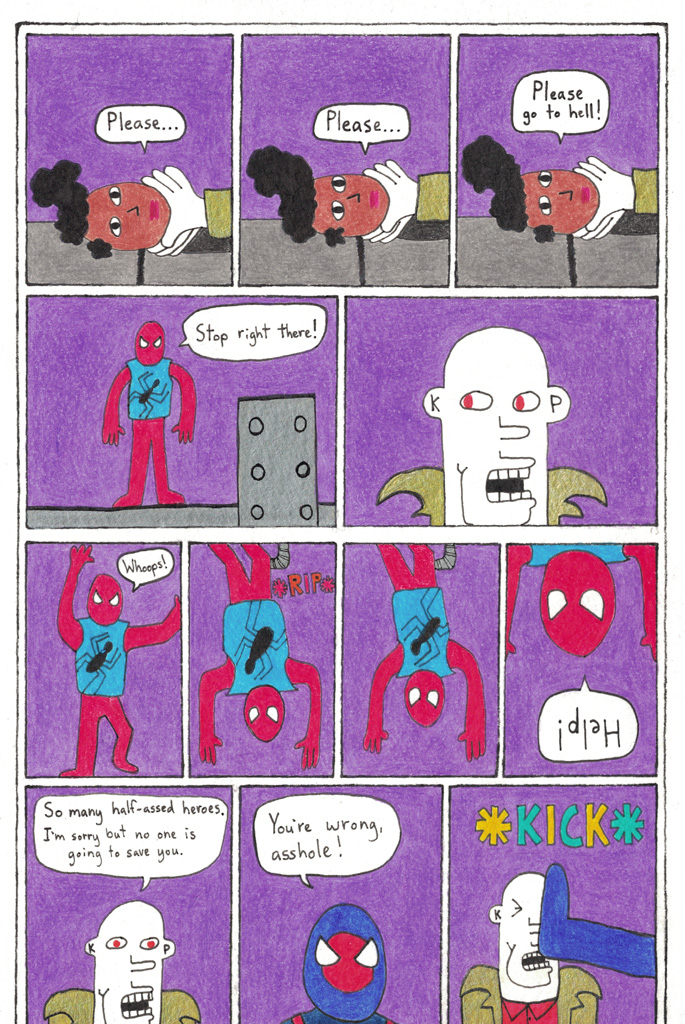 Please...
Please...
Please
go to hell!
Stop right there!
K P
Whoops!
*RIP*
Help!
So many half-assed heroes.
I'm sorry but no one is
going to save you.
K P
You're wrong,
asshole!
*KICK*
K